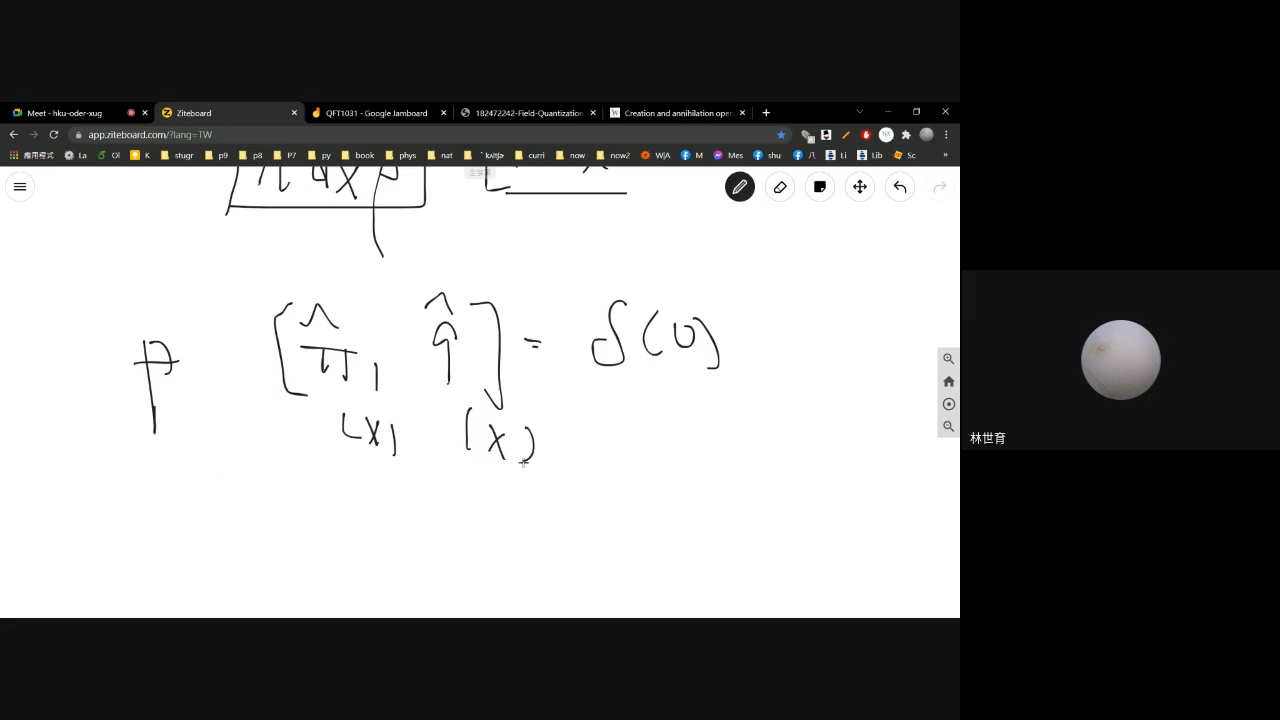 Meet - hku-oder-xug
Ziteboard
QFT1031 - Google Jamboard
182472242-Field-Quantization
Creation and annihilation oper
app.ziteboard.com/?lang=TW
應用程式 La Ol K stugr p9 p8 P7 py book phys nat curri now now2 WjA M Mes shu 八 Li Lib Sc »
π dx p
p [π̂, q̂] = δ(0)
(x) (x)
林世育